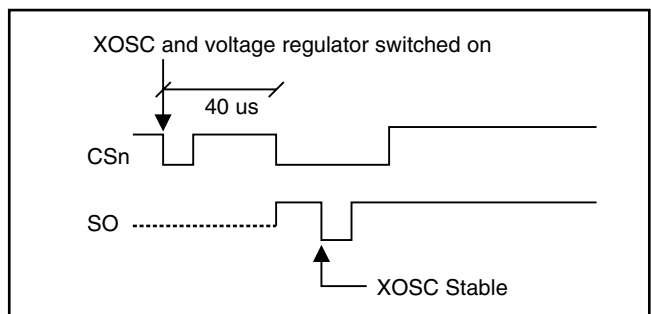 XOSC and voltage regulator switched on
40 us
CSn
SO
XOSC Stable